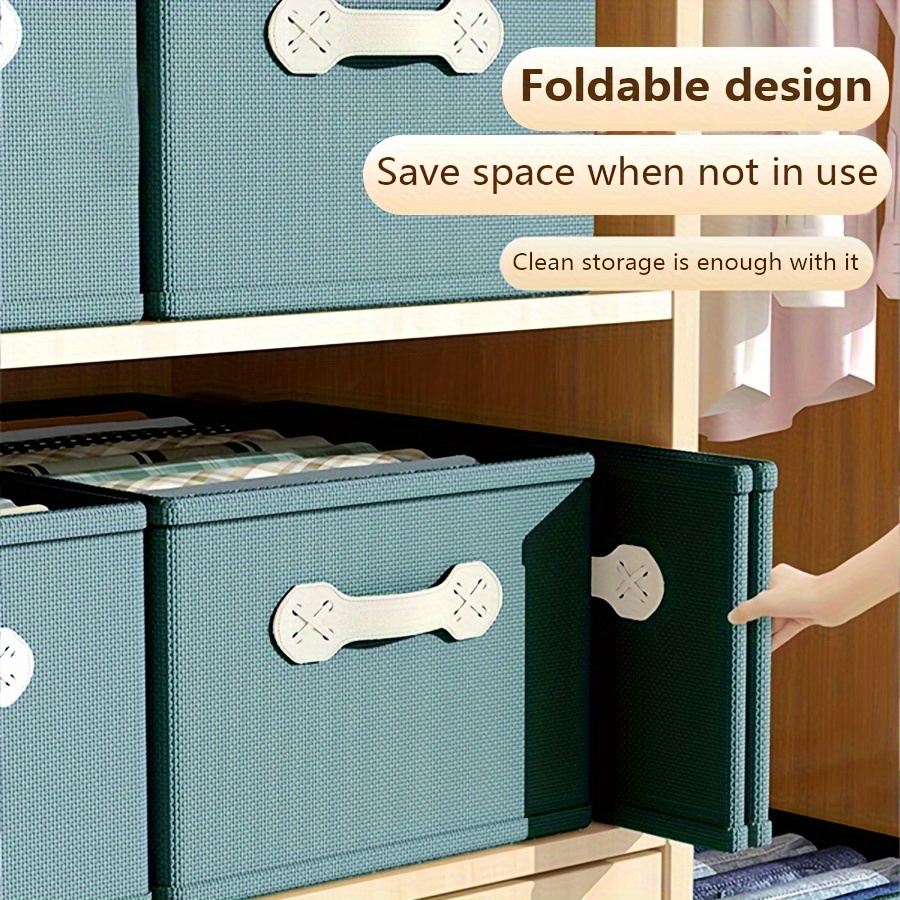 Foldable design
Save space when not in use
Clean storage is enough with it